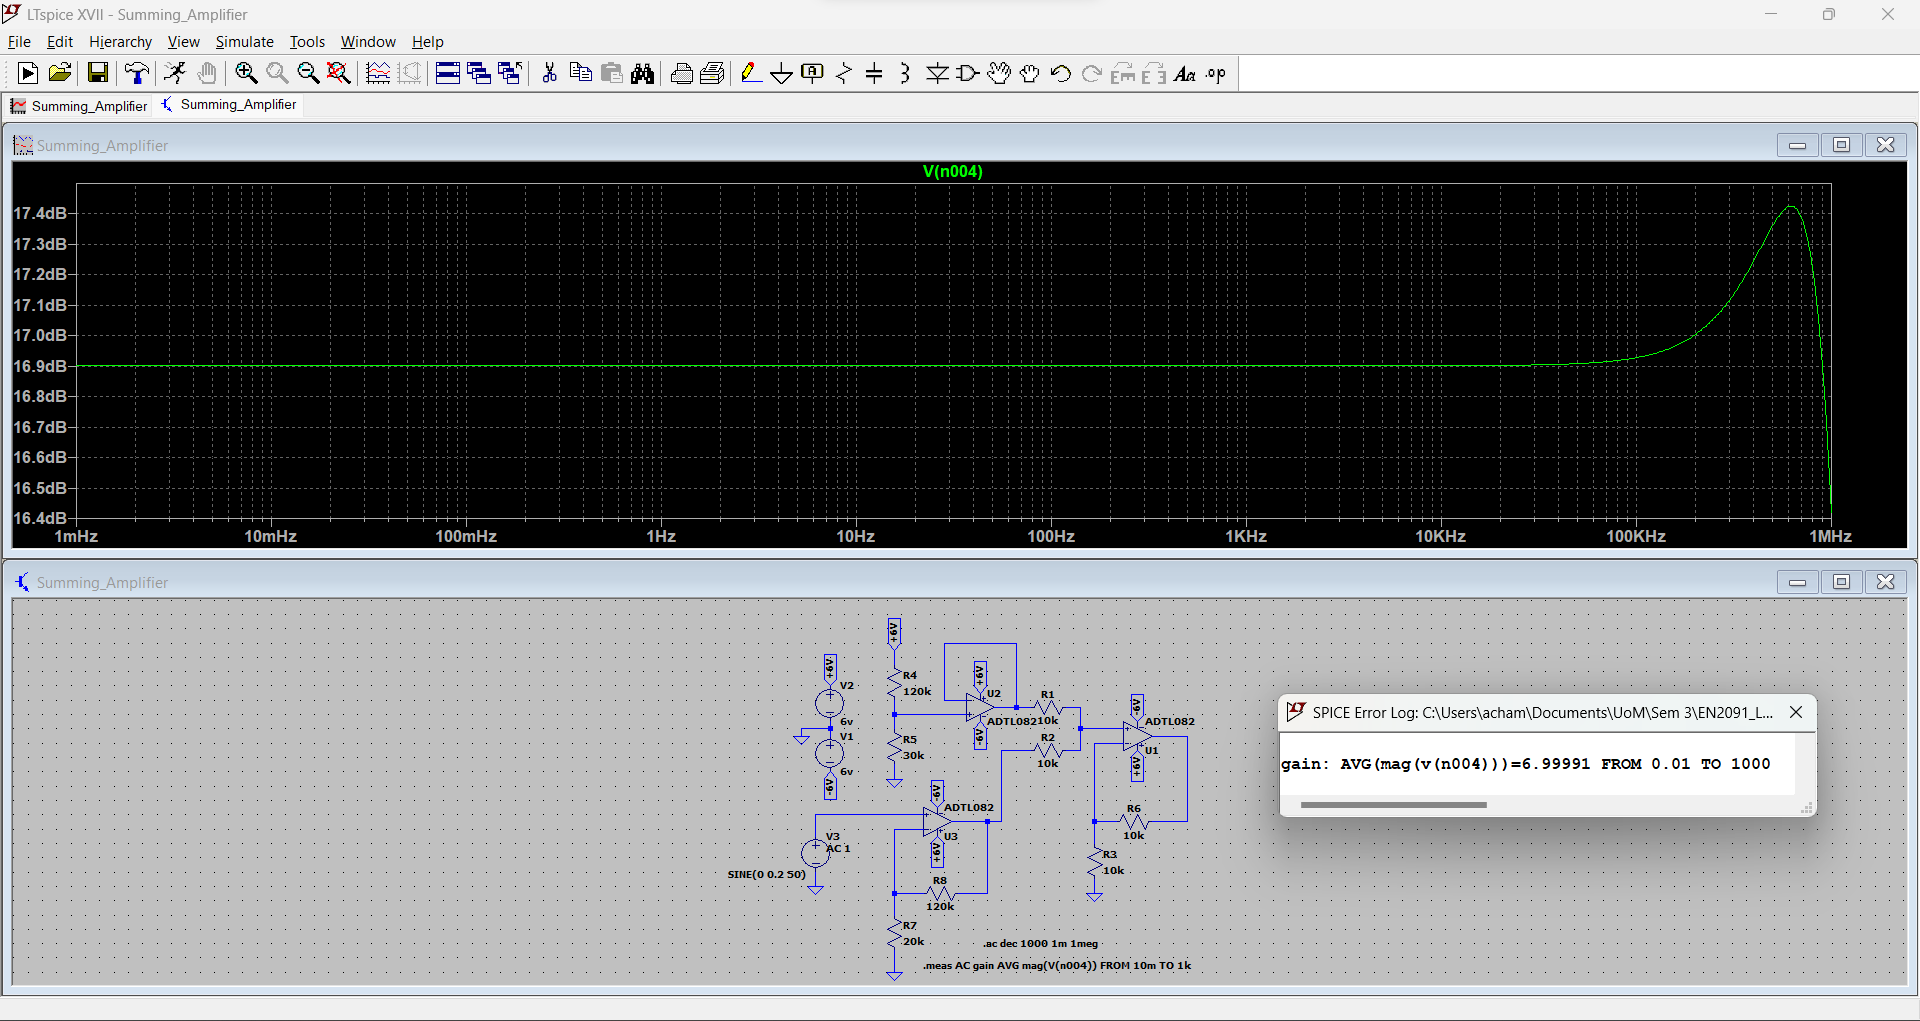 LTspice XVII - Summing_Amplifier
File Edit Hierarchy View Simulate Tools Window Help
Summing_Amplifier Summing_Amplifier
Summing_Amplifier
V(n004)
17.4dB
17.3dB
17.2dB
17.1dB
17.0dB
16.9dB
16.8dB
16.7dB
16.6dB
16.5dB
16.4dB
1mHz 10mHz 100mHz 1Hz 10Hz 100Hz 1KHz 10KHz 100KHz 1MHz
Summing_Amplifier
+6V
R4
120k
+6V
V2
6v
V1
6v
-6V
R5
30k
+6V
U2
ADTL082
-6V
R1
10k
R2
10k
-6V
ADTL082
U1
+6V
R6
10k
R3
10k
-6V
ADTL082
U3
+6V
V3
AC 1
SINE(0 0.2 50)
R8
120k
R7
20k
.ac dec 1000 1m 1meg
.meas AC gain AVG mag(V(n004)) FROM 10m TO 1k
SPICE Error Log: C:\Users\acham\Documents\UoM\Sem 3\EN2091_L...
gain: AVG(mag(v(n004)))=6.99991 FROM 0.01 TO 1000